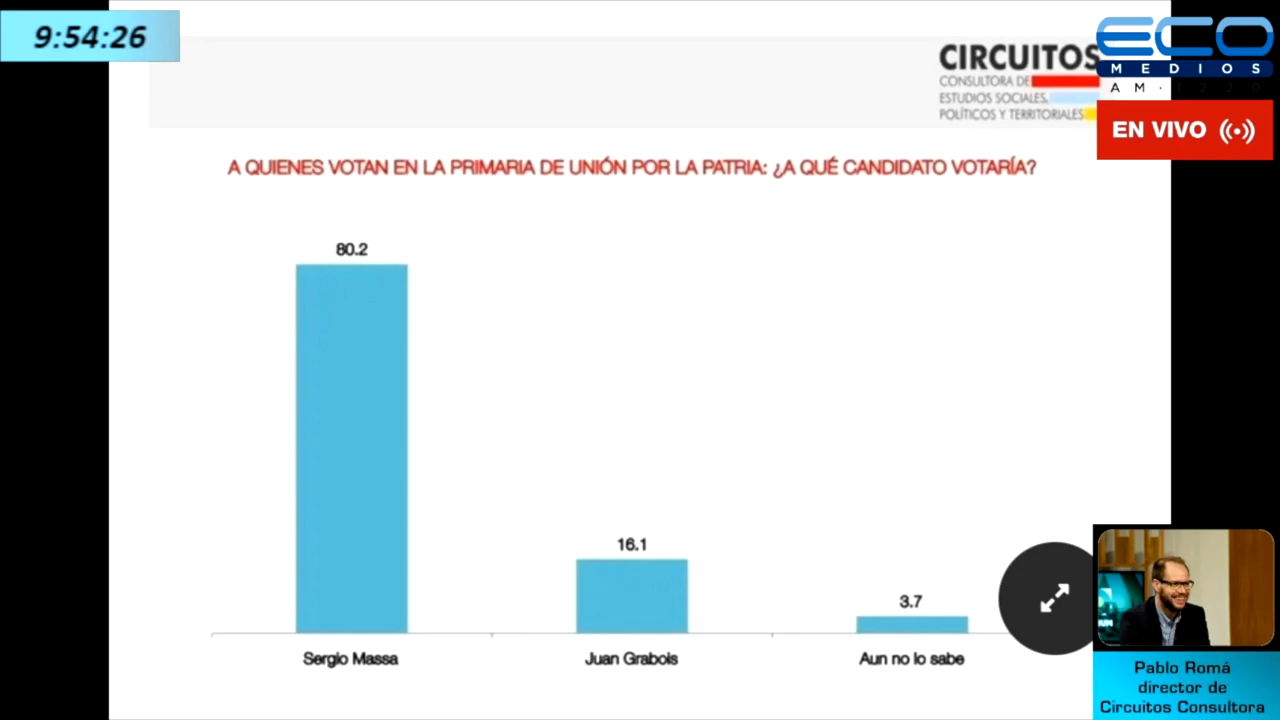 9:54:26
CIRCUITOS
CONSULTORA DE
ESTUDIOS SOCIALES,
POLÍTICOS Y TERRITORIALES
ECO
MEDIOS
AM·1220
EN VIVO
A QUIENES VOTAN EN LA PRIMARIA DE UNIÓN POR LA PATRIA: ¿A QUÉ CANDIDATO VOTARÍA?
80.2
16.1
3.7
Sergio Massa
Juan Grabois
Aun no lo sabe
Pablo Romá
director de
Circuitos Consultora